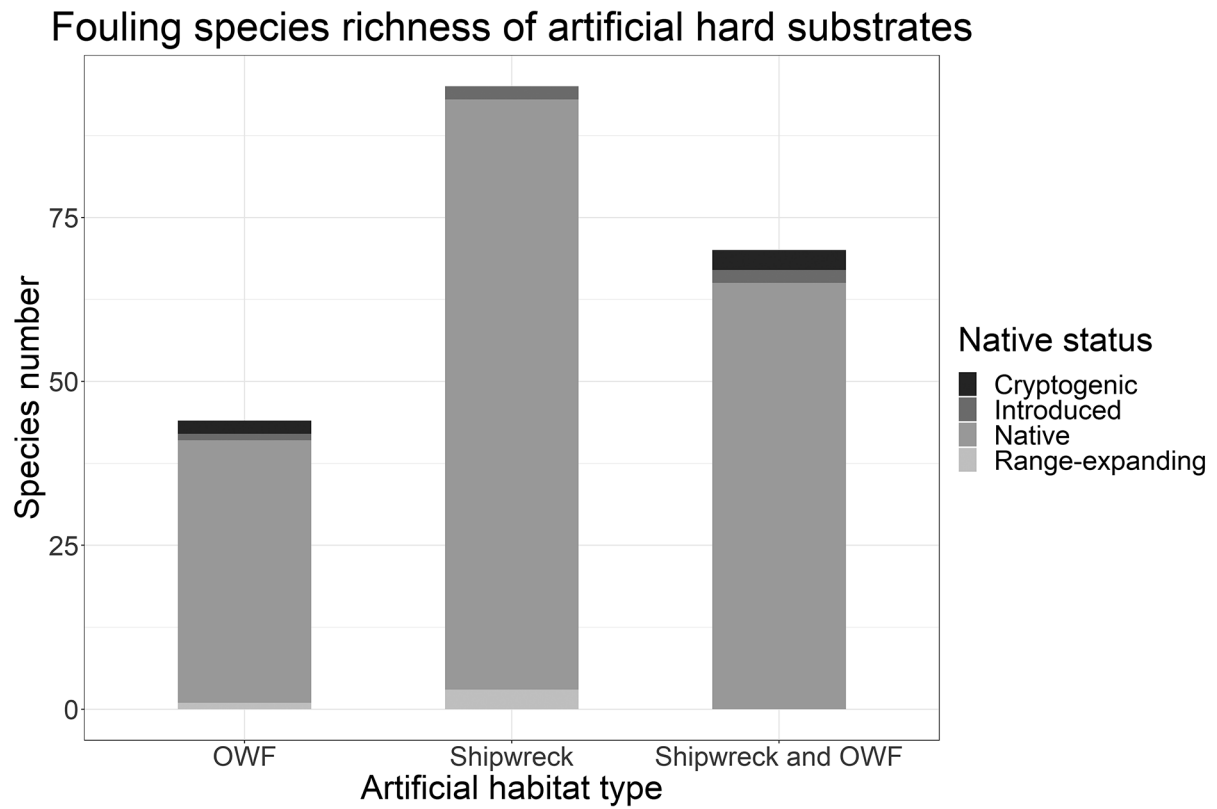 Fouling species richness of artificial hard substrates
Species number
75
50
25
0
OWF
Shipwreck
Shipwreck and OWF
Artificial habitat type
Native status
Cryptogenic
Introduced
Native
Range-expanding